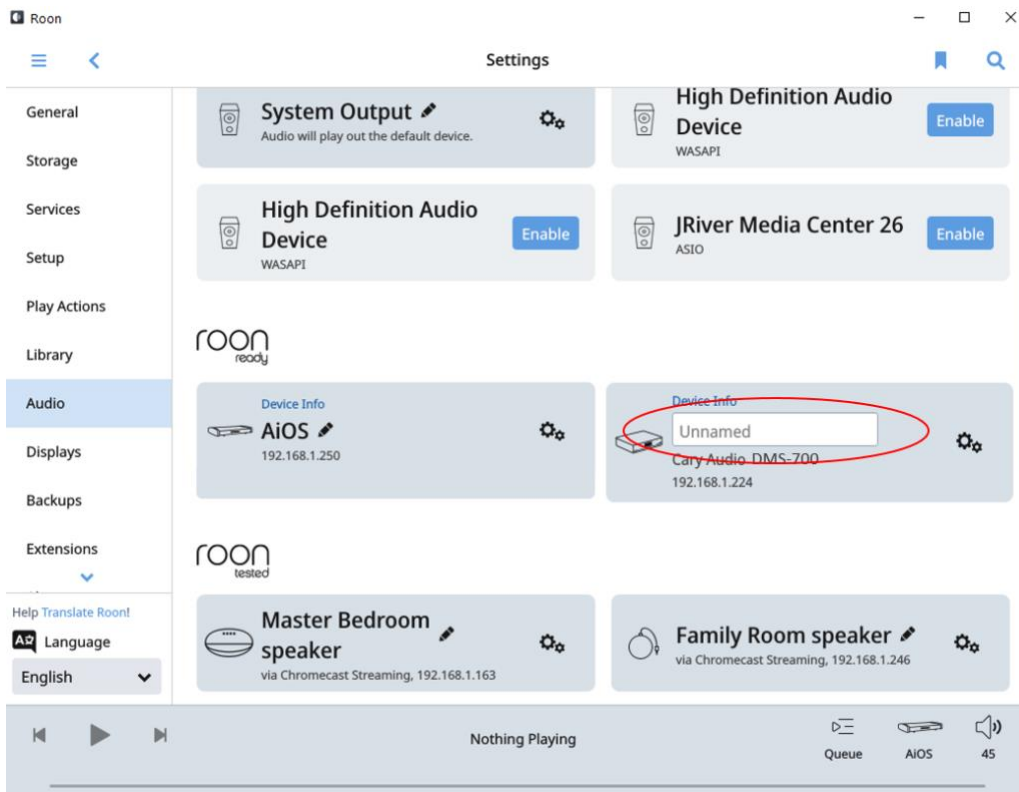 Roon
Settings
General
Storage
Services
Setup
Play Actions
Library
Audio
Displays
Backups
Extensions
Help Translate Roon!
Language
English
System Output
Audio will play out the default device.
High Definition Audio
Device
WASAPI
Enable
High Definition Audio
Device
WASAPI
Enable
JRiver Media Center 26
ASIO
Enable
roon
ready
Device Info
AiOS
192.168.1.250
Device Info
Unnamed
Cary Audio DMS-700
192.168.1.224
roon
tested
Master Bedroom
speaker
via Chromecast Streaming, 192.168.1.163
Family Room speaker
via Chromecast Streaming, 192.168.1.246
Nothing Playing
Queue
AiOS
45